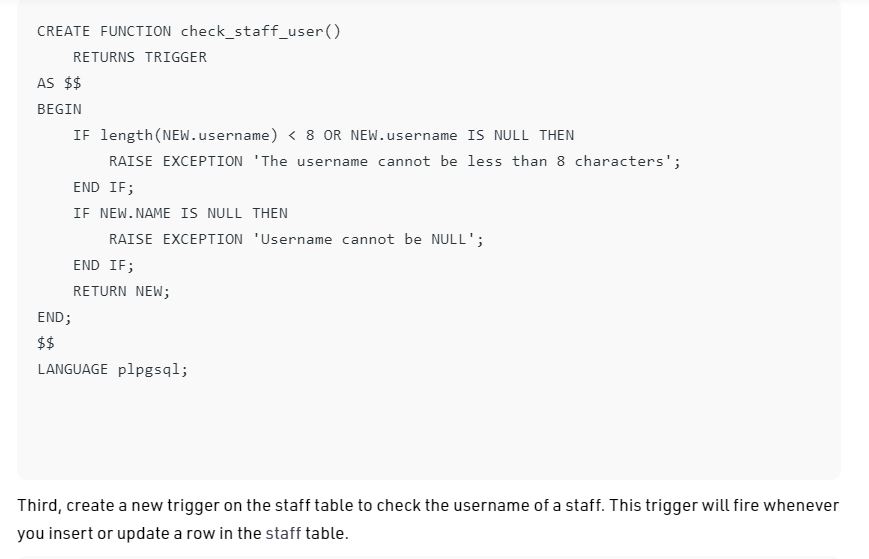 CREATE FUNCTION check_staff_user()
RETURNS TRIGGER
AS $$
BEGIN
IF length(NEW.username) < 8 OR NEW.username IS NULL THEN
RAISE EXCEPTION 'The username cannot be less than 8 characters';
END IF;
IF NEW.NAME IS NULL THEN
RAISE EXCEPTION 'Username cannot be NULL';
END IF;
RETURN NEW;
END;
$$
LANGUAGE plpgsql;
Third, create a new trigger on the staff table to check the username of a staff. This trigger will fire whenever
you insert or update a row in the staff table.